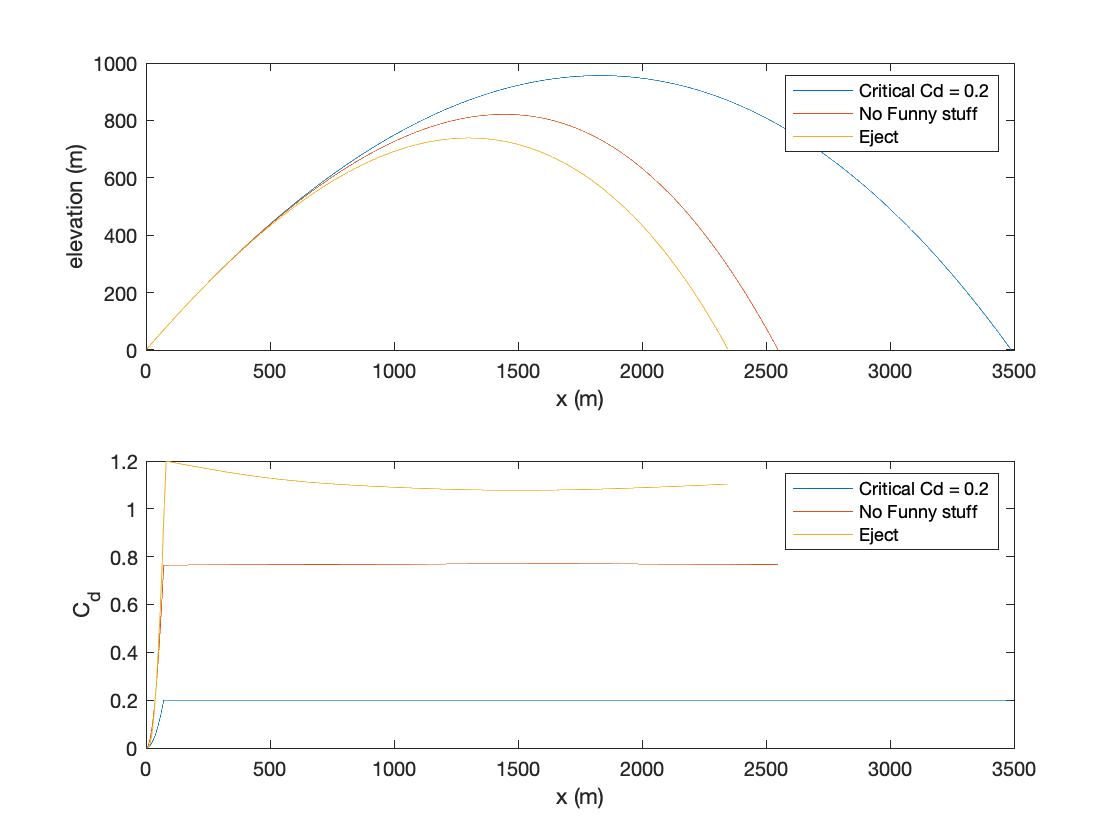 1000
800
600
400
200
0
elevation (m)
Critical Cd = 0.2
No Funny stuff
Eject
0 500 1000 1500 2000 2500 3000 3500
x (m)
1.2
1
0.8
0.6
0.4
0.2
0
Cd
Critical Cd = 0.2
No Funny stuff
Eject
0 500 1000 1500 2000 2500 3000 3500
x (m)